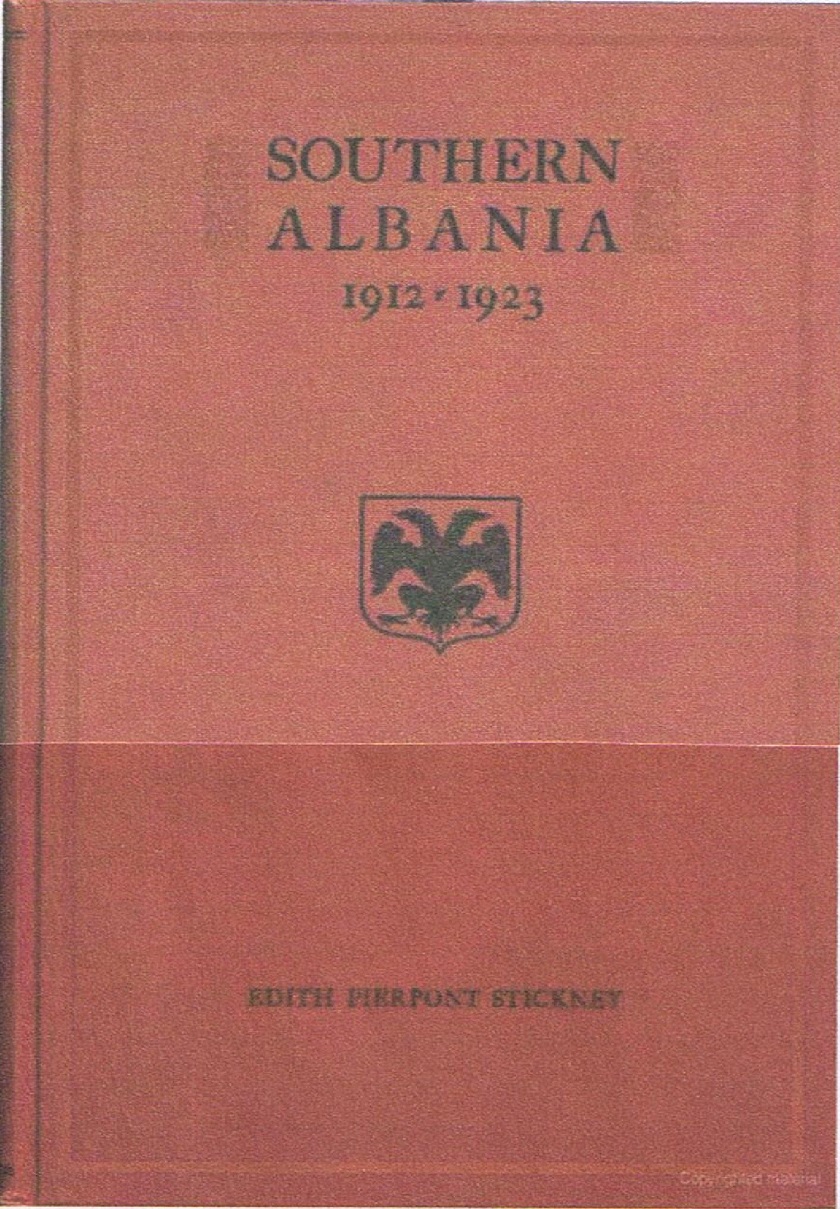 SOUTHERN
ALBANIA
1912-1923
EDITH PIERPONT STICKNEY
Copyrighted material